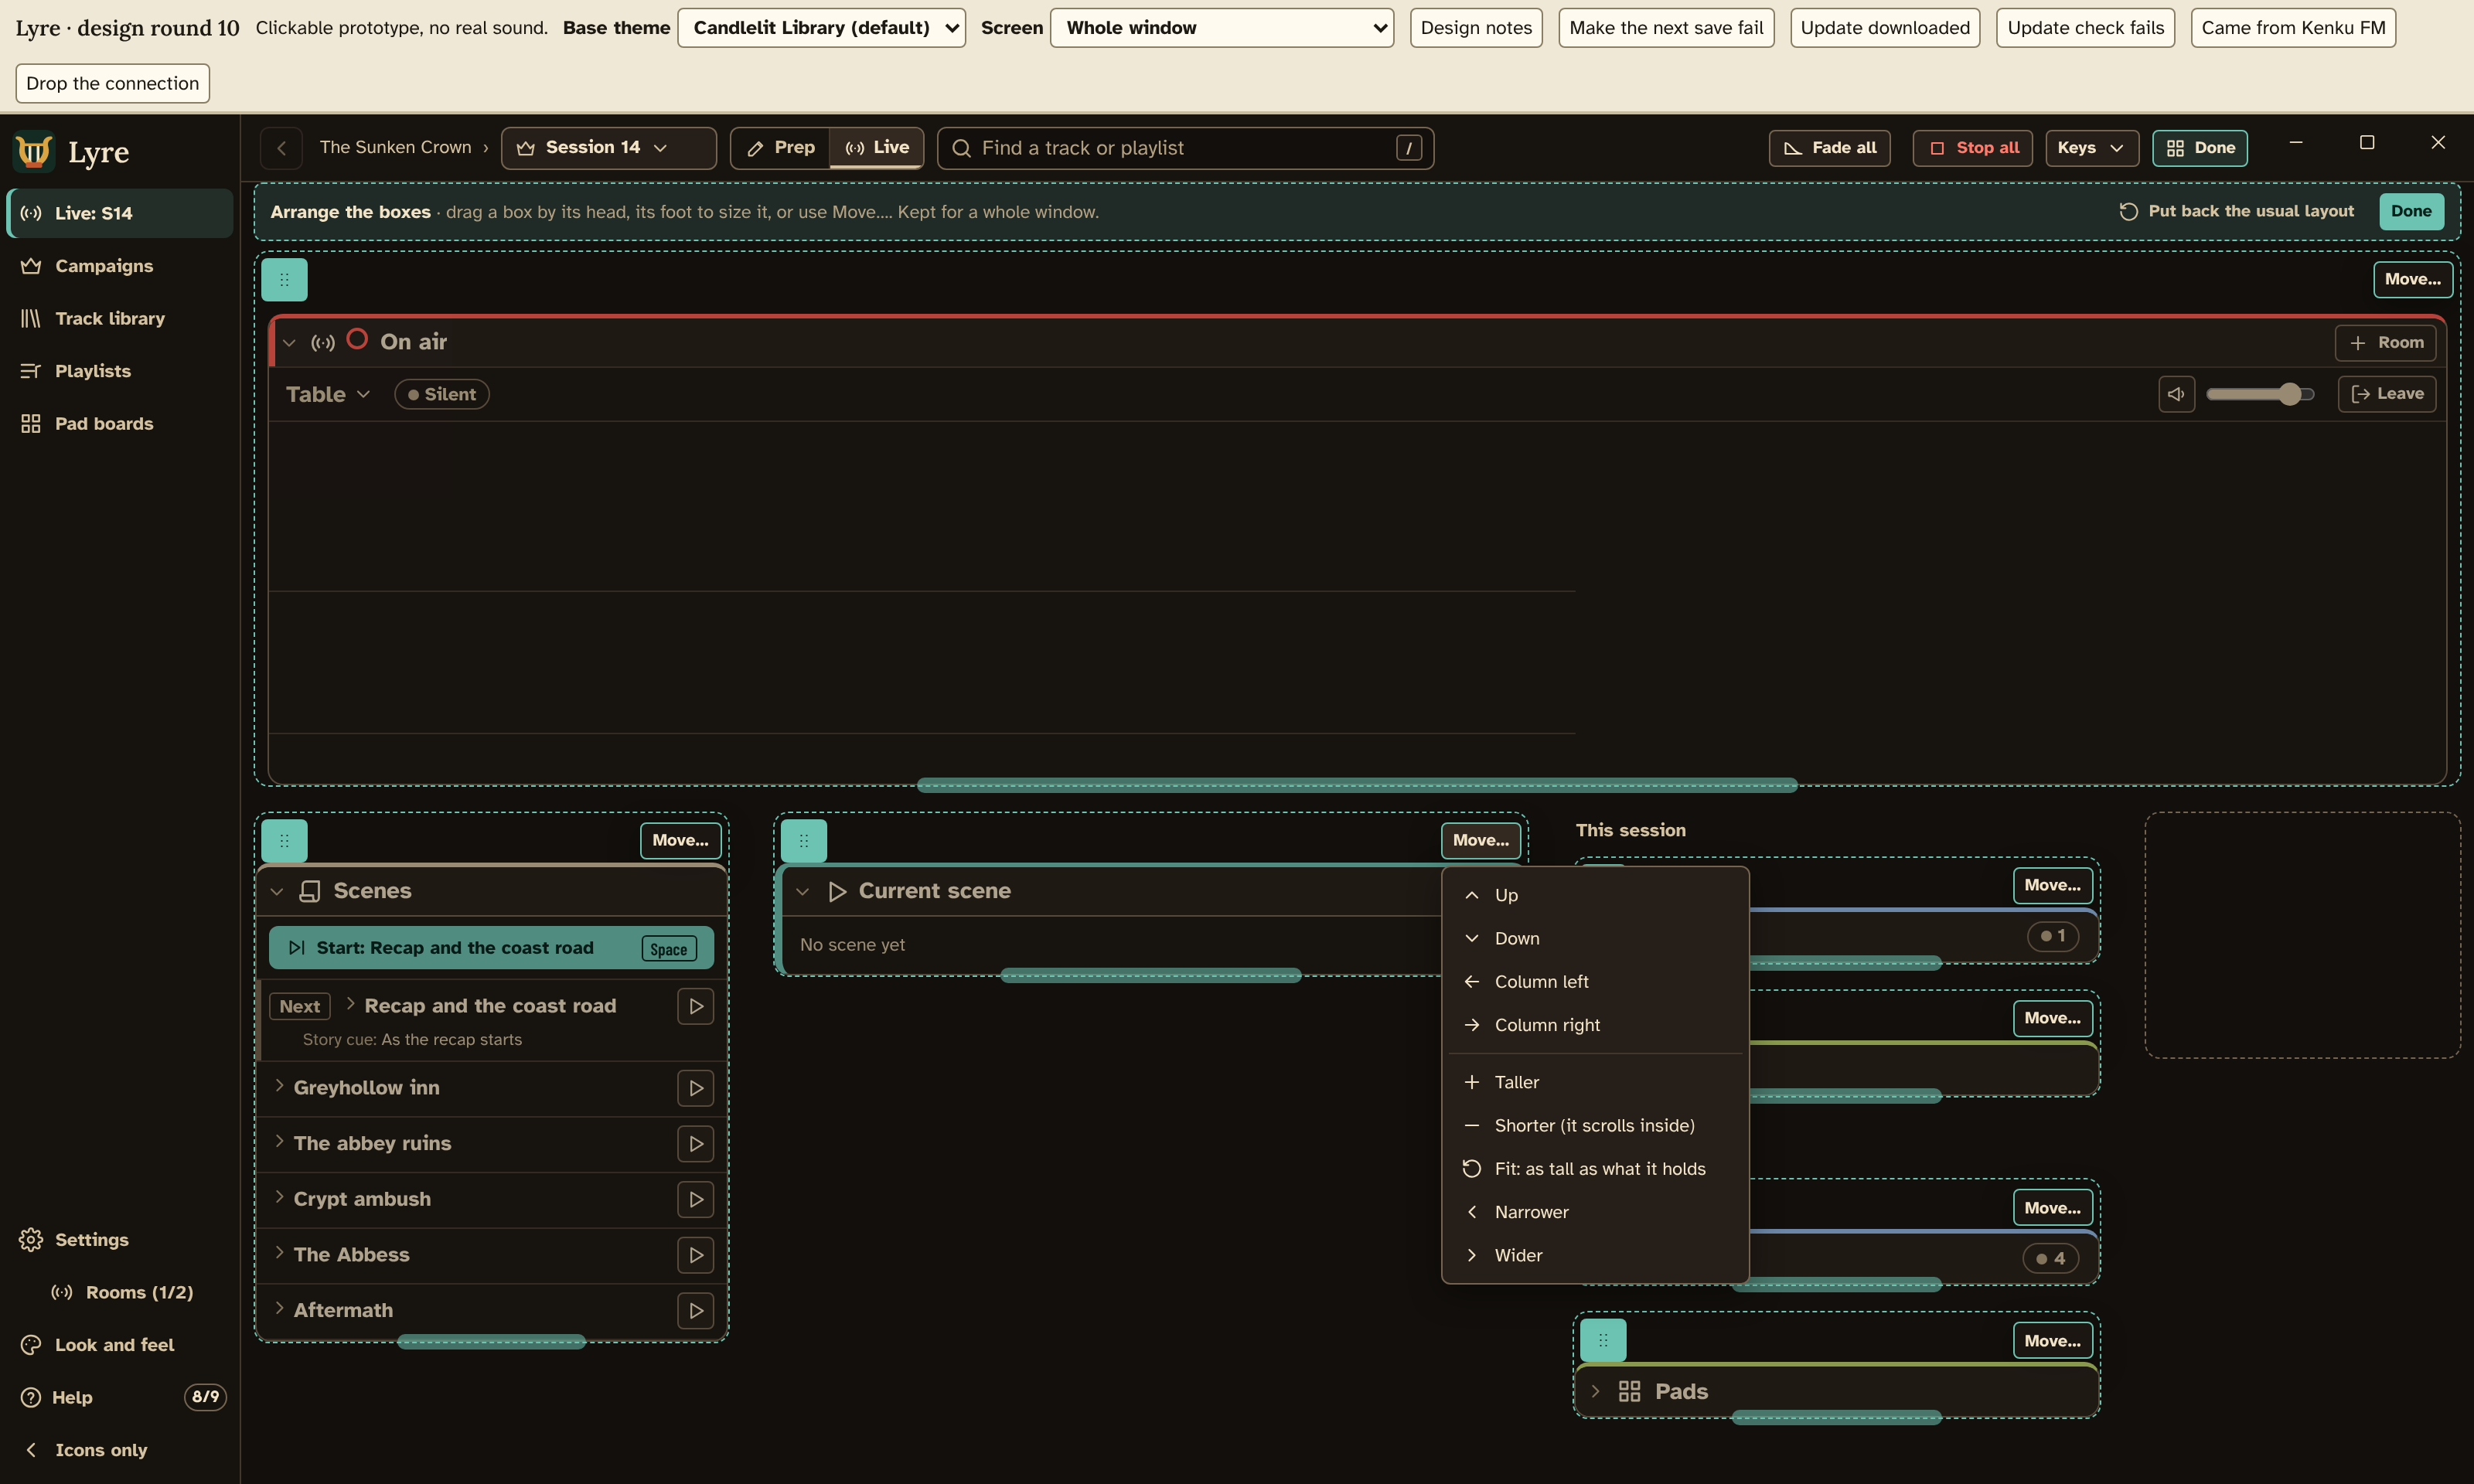 Lyre · design round 10 Clickable prototype, no real sound. Base theme Candlelit Library (default) Screen Whole window Design notes Make the next save fail Update downloaded Update check fails Came from Kenku FM
Drop the connection
Lyre
The Sunken Crown › Session 14 Prep Live Find a track or playlist / Fade all Stop all Keys Done
Live: S14
Campaigns
Track library
Playlists
Pad boards
Settings
Rooms (1/2)
Look and feel
Help 8/9
Icons only
Arrange the boxes · drag a box by its head, its foot to size it, or use Move.... Kept for a whole window. Put back the usual layout Done
Move...
On air Room
Table Silent Leave
Move...
Scenes
Start: Recap and the coast road Space
Next Recap and the coast road
Story cue: As the recap starts
Greyhollow inn
The abbey ruins
Crypt ambush
The Abbess
Aftermath
Move...
Current scene
No scene yet
Up
Down
Column left
Column right
Taller
Shorter (it scrolls inside)
Fit: as tall as what it holds
Narrower
Wider
This session
Move...
1
Move...
Move...
4
Move...
Pads